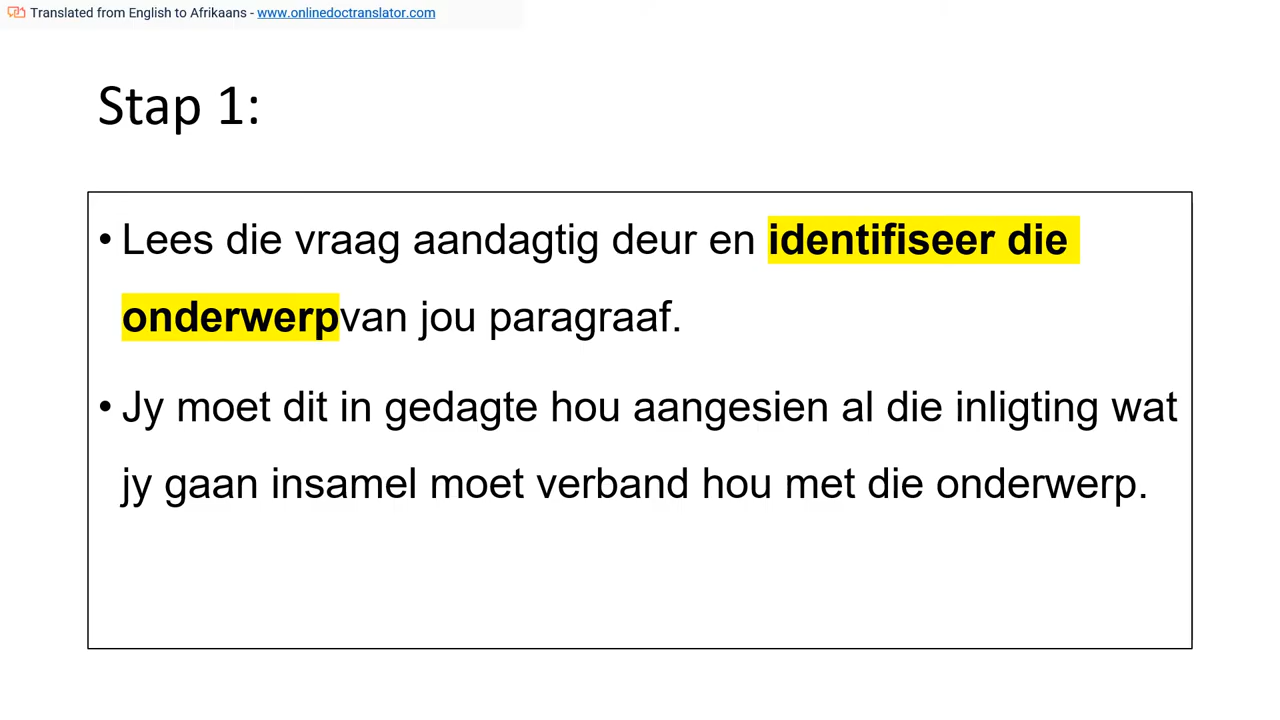 Translated from English to Afrikaans - www.onlinedoctranslator.com
Stap 1:
• Lees die vraag aandagtig deur en identifiseer die
onderwerpvan jou paragraaf.
• Jy moet dit in gedagte hou aangesien al die inligting wat
jy gaan insamel moet verband hou met die onderwerp.